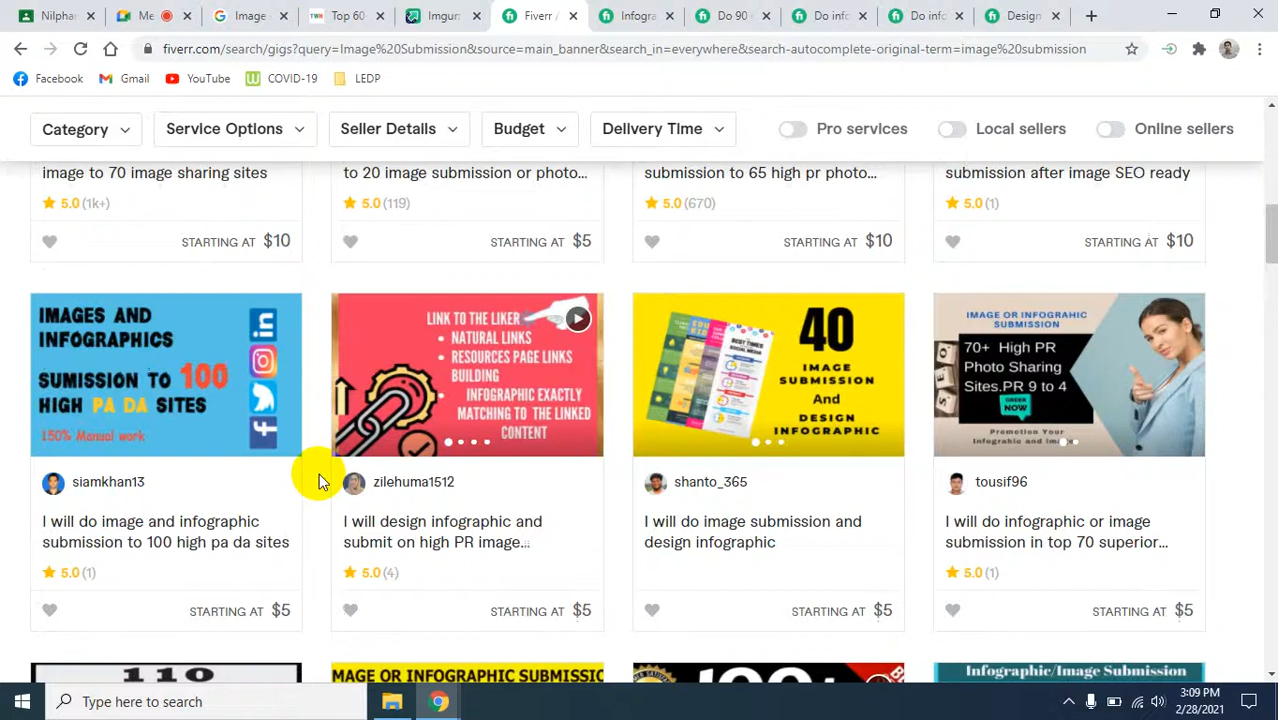 Nilphan
Me
Image
Top 60
Imgur
Fiverr /
Infogra
Do 90
Do info
Do info
Design
fiverr.com/search/gigs?query=Image%20Submission&source=main_banner&search_in=everywhere&search-autocomplete-original-term=image%20submission
Facebook
Gmail
YouTube
COVID-19
LEDP
Category
Service Options
Seller Details
Budget
Delivery Time
Pro services
Local sellers
Online sellers
image to 70 image sharing sites
to 20 image submission or photo...
submission to 65 high pr photo...
submission after image SEO ready
5.0 (1k+)
5.0 (119)
5.0 (670)
5.0 (1)
STARTING AT $10
STARTING AT $5
STARTING AT $10
STARTING AT $10
IMAGES AND
INFOGRAPHICS
SUMISSION TO 100
HIGH PA DA SITES
150% Manual work
LINK TO THE LIKER
• NATURAL LINKS
• RESOURCES PAGE LINKS
BUILDING
INFOGRAPHIC EXACTLY
MATCHING TO THE LINKED
CONTENT
40
IMAGE
SUBMISSION
And
DESIGN
INFOGRAPHIC
IMAGE OR INFOGRAHIC
SUBMISSION
70+ High PR
Photo Sharing
Sites.PR 9 to 4
ORDER
NOW
Promotion Your
Infograhic and
siamkhan13
zilehuma1512
shanto_365
tousif96
I will do image and infographic
submission to 100 high pa da sites
I will design infographic and
submit on high PR image...
I will do image submission and
design infographic
I will do infographic or image
submission in top 70 superior...
5.0 (1)
5.0 (4)
5.0 (1)
STARTING AT $5
STARTING AT $5
STARTING AT $5
STARTING AT $5
110
IMAGE OR INFOGRAPHIC SUBMISSIO
100+
Infographic/Image Submission
Type here to search
3:09 PM
2/28/2021